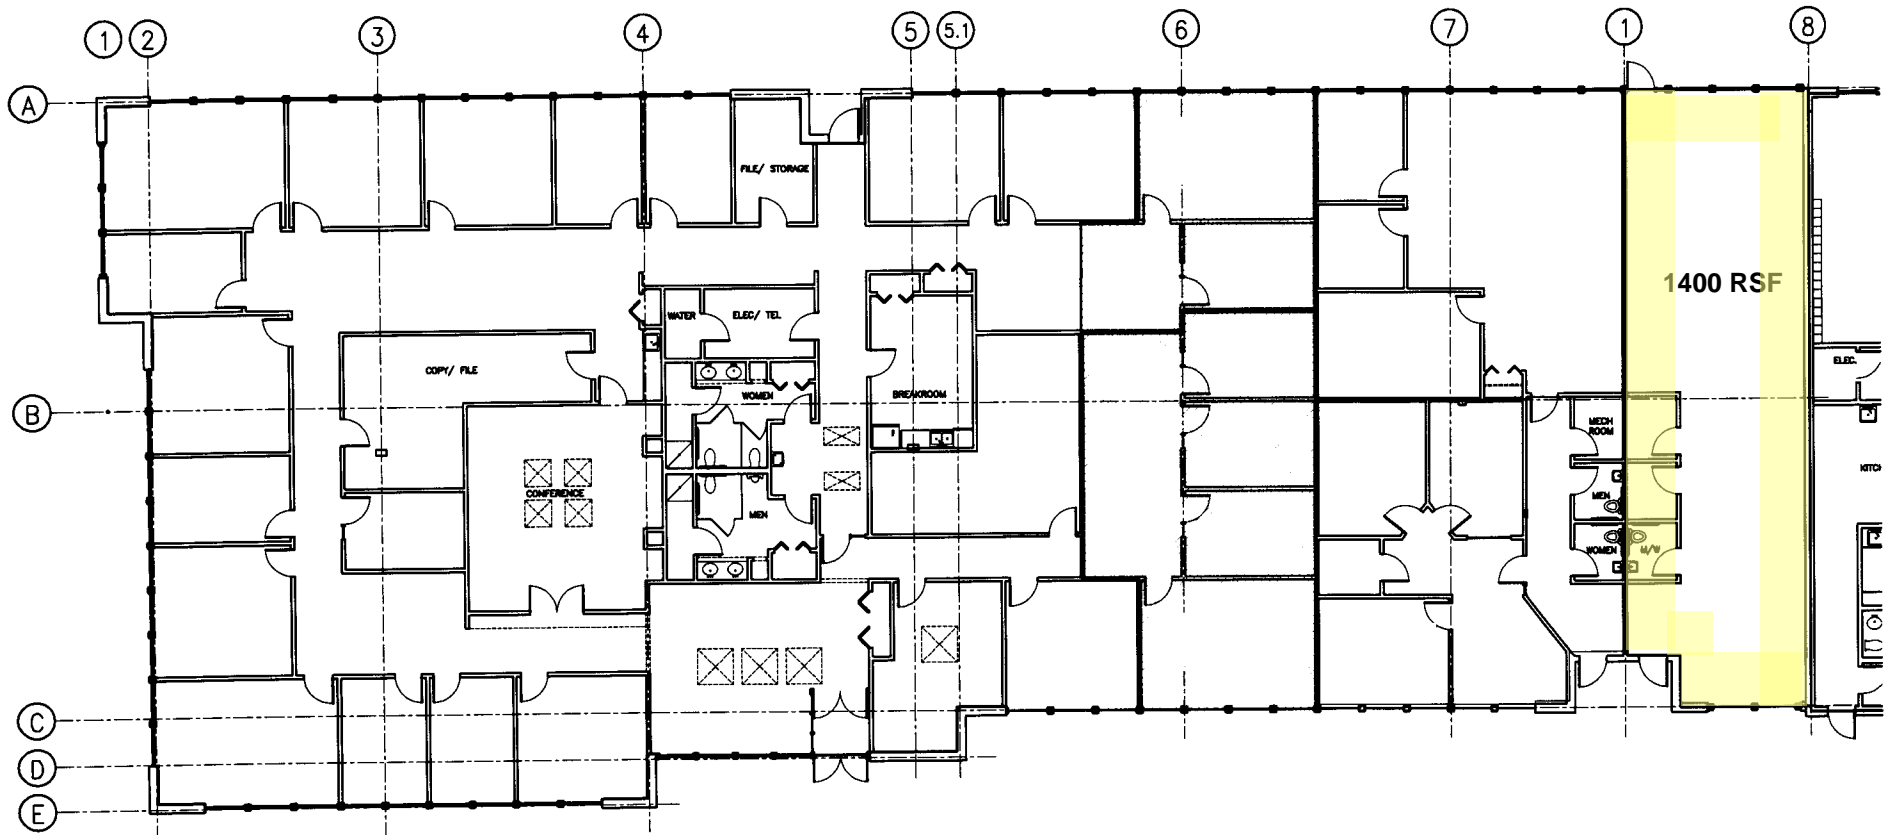 1 2 3 4 5 5.1 6 7 1 8
A
FILE/ STORAGE
1400 RSF
WATER ELEC/ TEL
ELEC.
COPY/ FILE
WOMEN
BREAKROOM
B
MECH
ROOM
KITCH
CONFERENCE
MEN
MEN
WOMEN
M/W
C
D
E